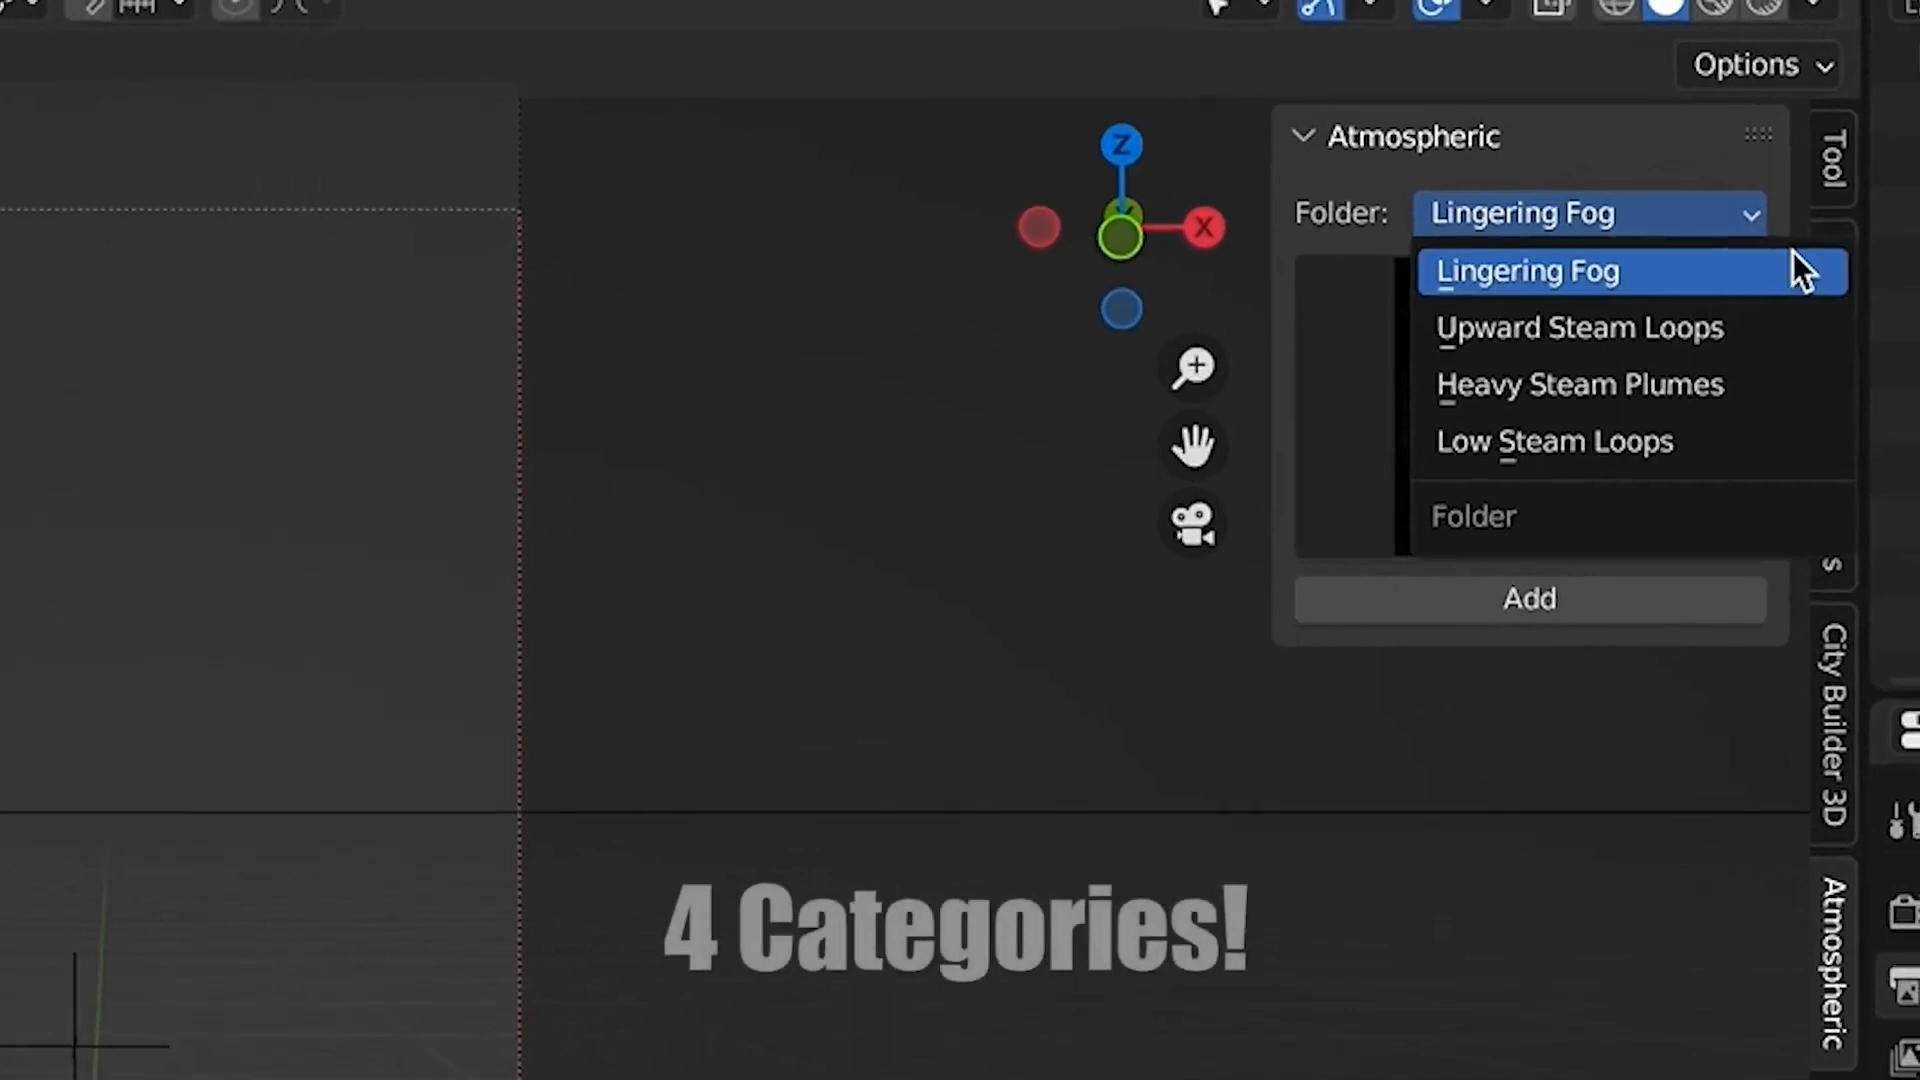 Options
Z
X
Atmospheric
Folder: Lingering Fog
Lingering Fog
Upward Steam Loops
Heavy Steam Plumes
Low Steam Loops
Folder
Add
Tool
s
City Builder 3D
Atmospheric
4 Categories!